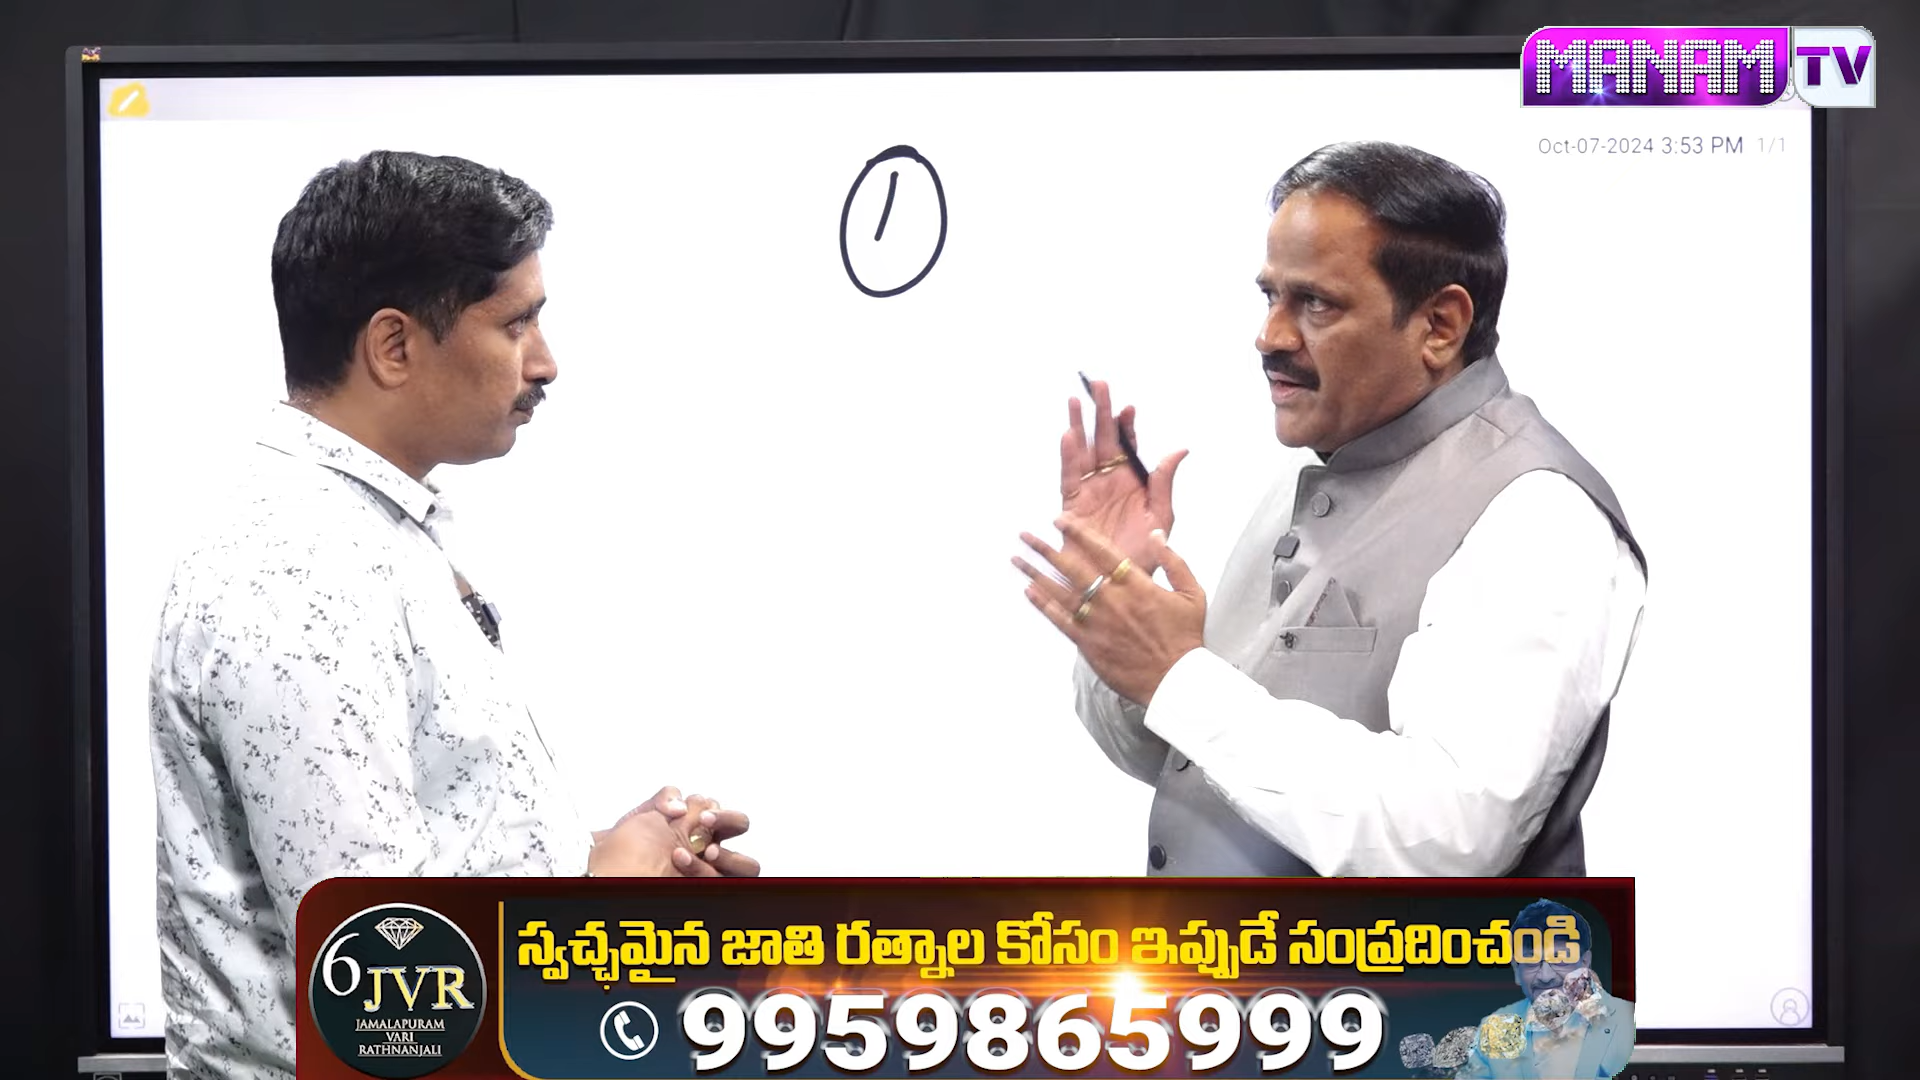 MANAM TV
Oct-07-2024 3:53 PM 1/1
1
స్వచ్ఛమైన జాతి రత్నాల కోసం ఇప్పుడే సంప్రదించండి
9959865999
6 JVR
JAMALAPURAM
VARI
RATHNANJALI